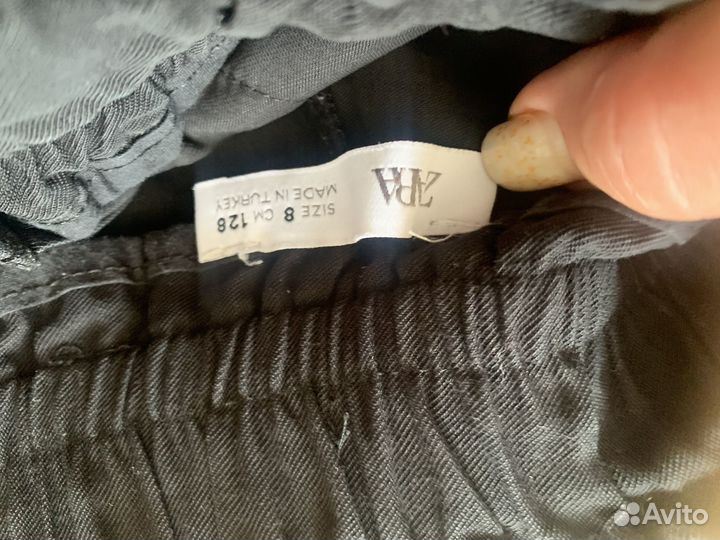 ZARA
SIZE 8 CM 128
MADE IN TURKEY
Avito